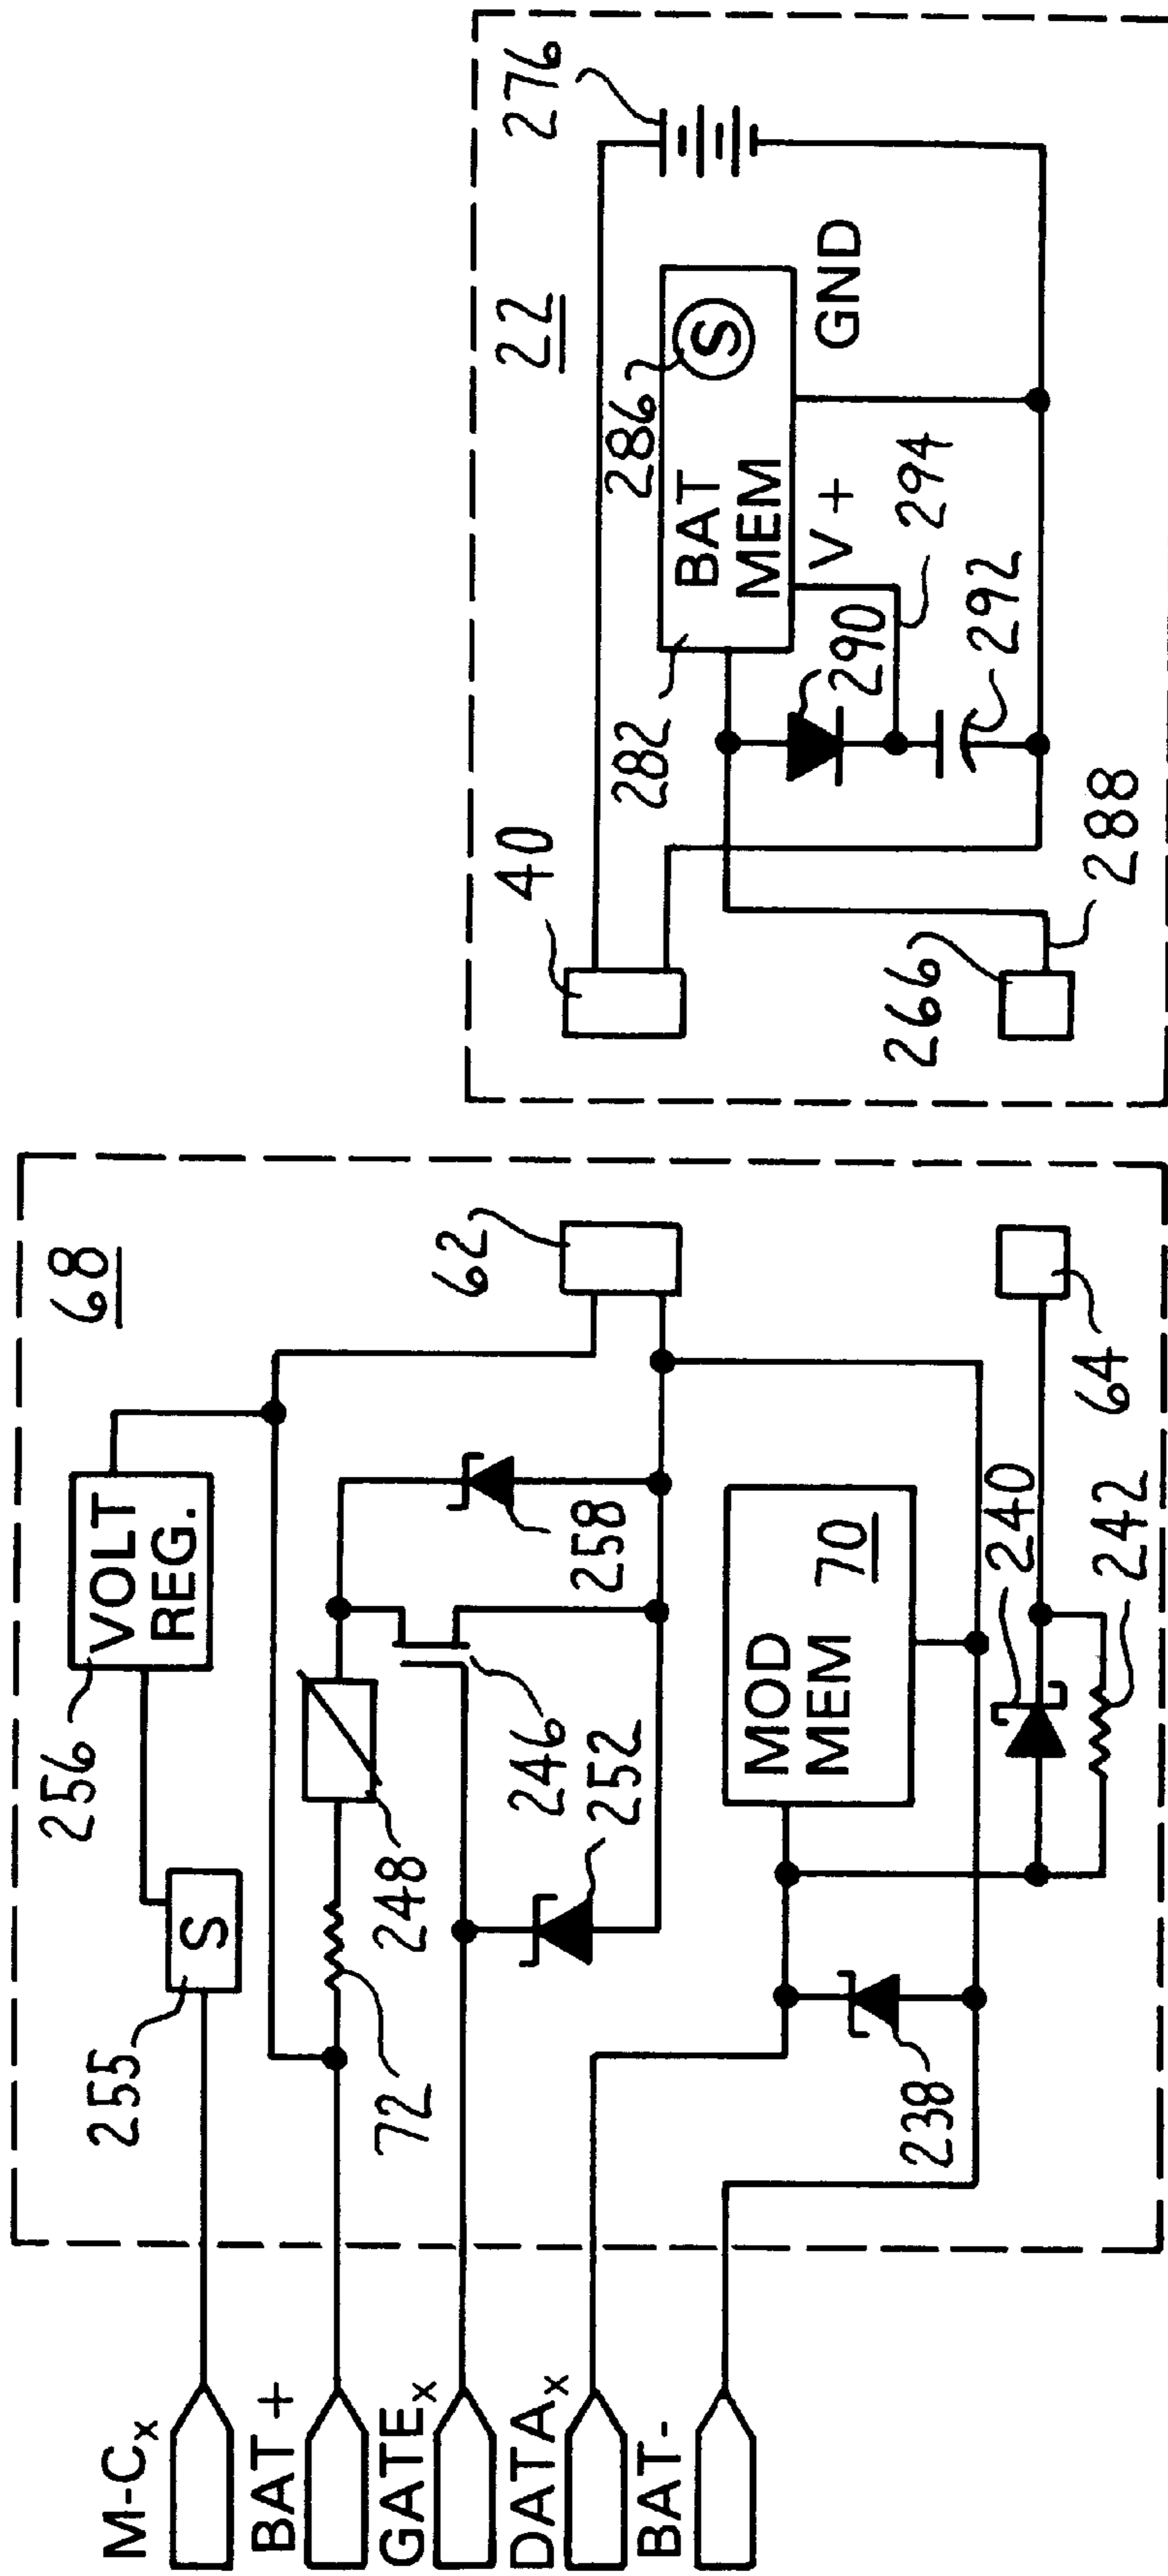 M-Cx
BAT +
GATEx
DATAx
BAT-
68
255
S
256
VOLT
REG.
72
248
246
252
258
62
238
MOD
MEM
70
240
242
64
22
40
266
288
282
BAT
MEM
286
S
V +
GND
290
292
294
276